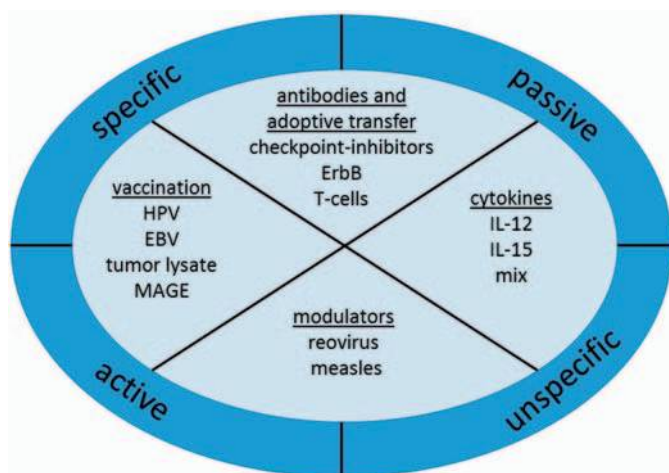 specific
passive
antibodies and
adoptive transfer
checkpoint-inhibitors
ErbB
T-cells
vaccination
HPV
EBV
tumor lysate
MAGE
cytokines
IL-12
IL-15
mix
modulators
reovirus
measles
active
unspecific